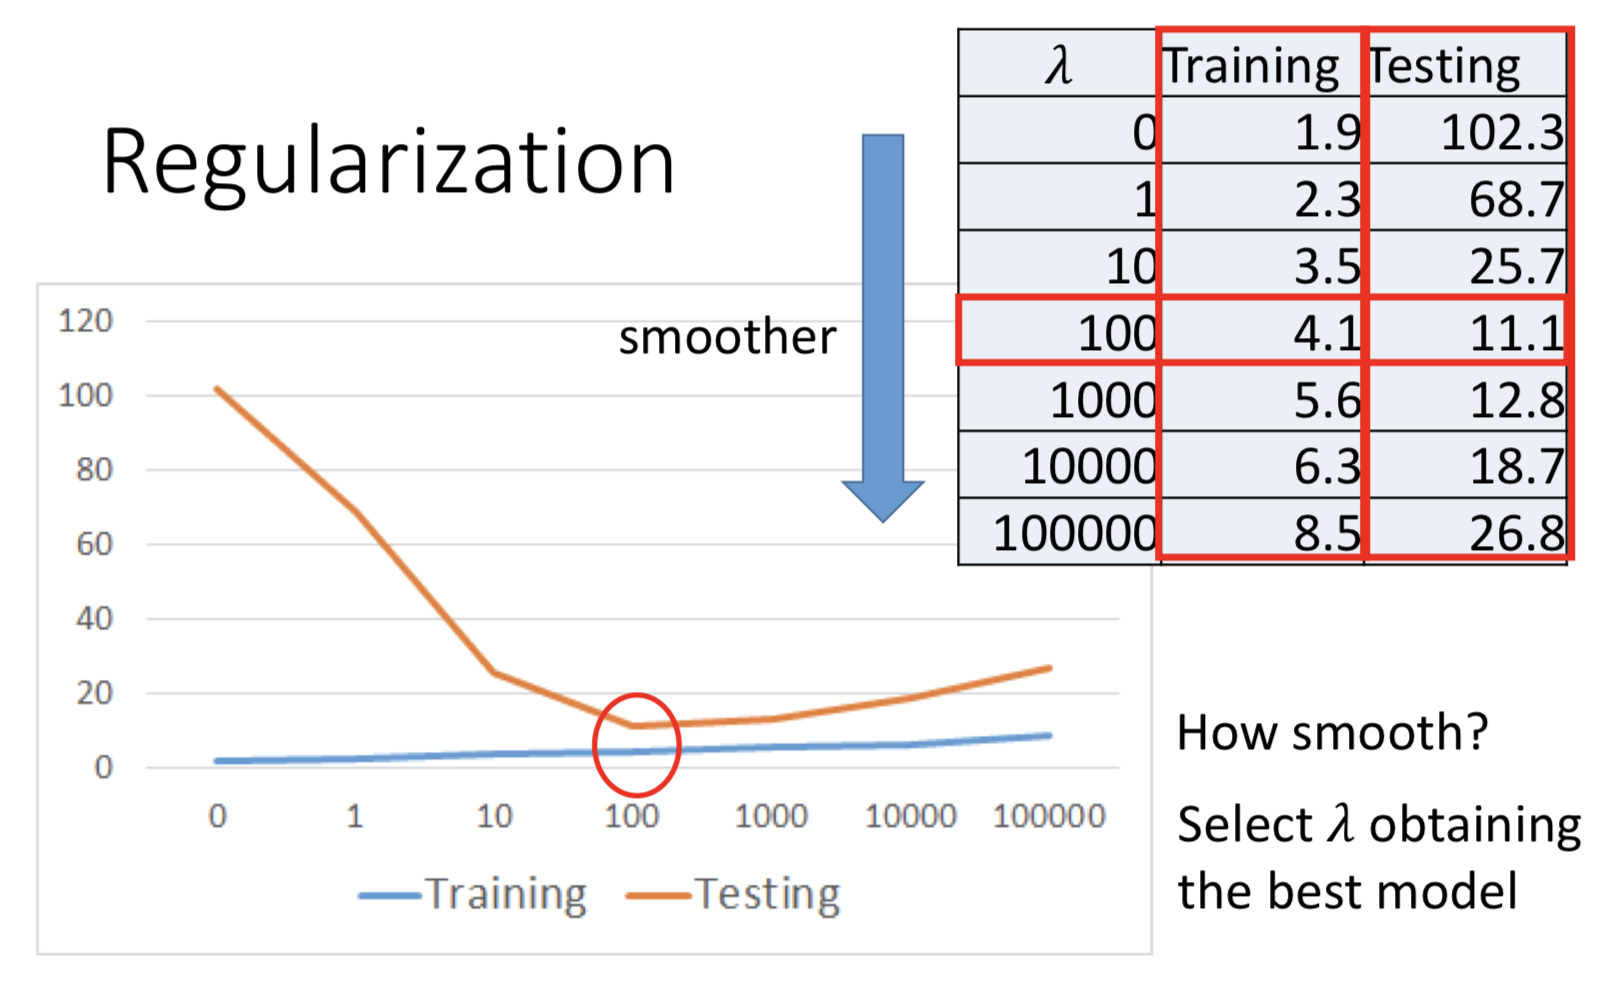 Regularization
λ Training Testing
0 1.9 102.3
1 2.3 68.7
10 3.5 25.7
100 4.1 11.1
1000 5.6 12.8
10000 6.3 18.7
100000 8.5 26.8
smoother
120
100
80
60
40
20
0
0 1 10 100 1000 10000 100000
Training Testing
How smooth?
Select λ obtaining
the best model